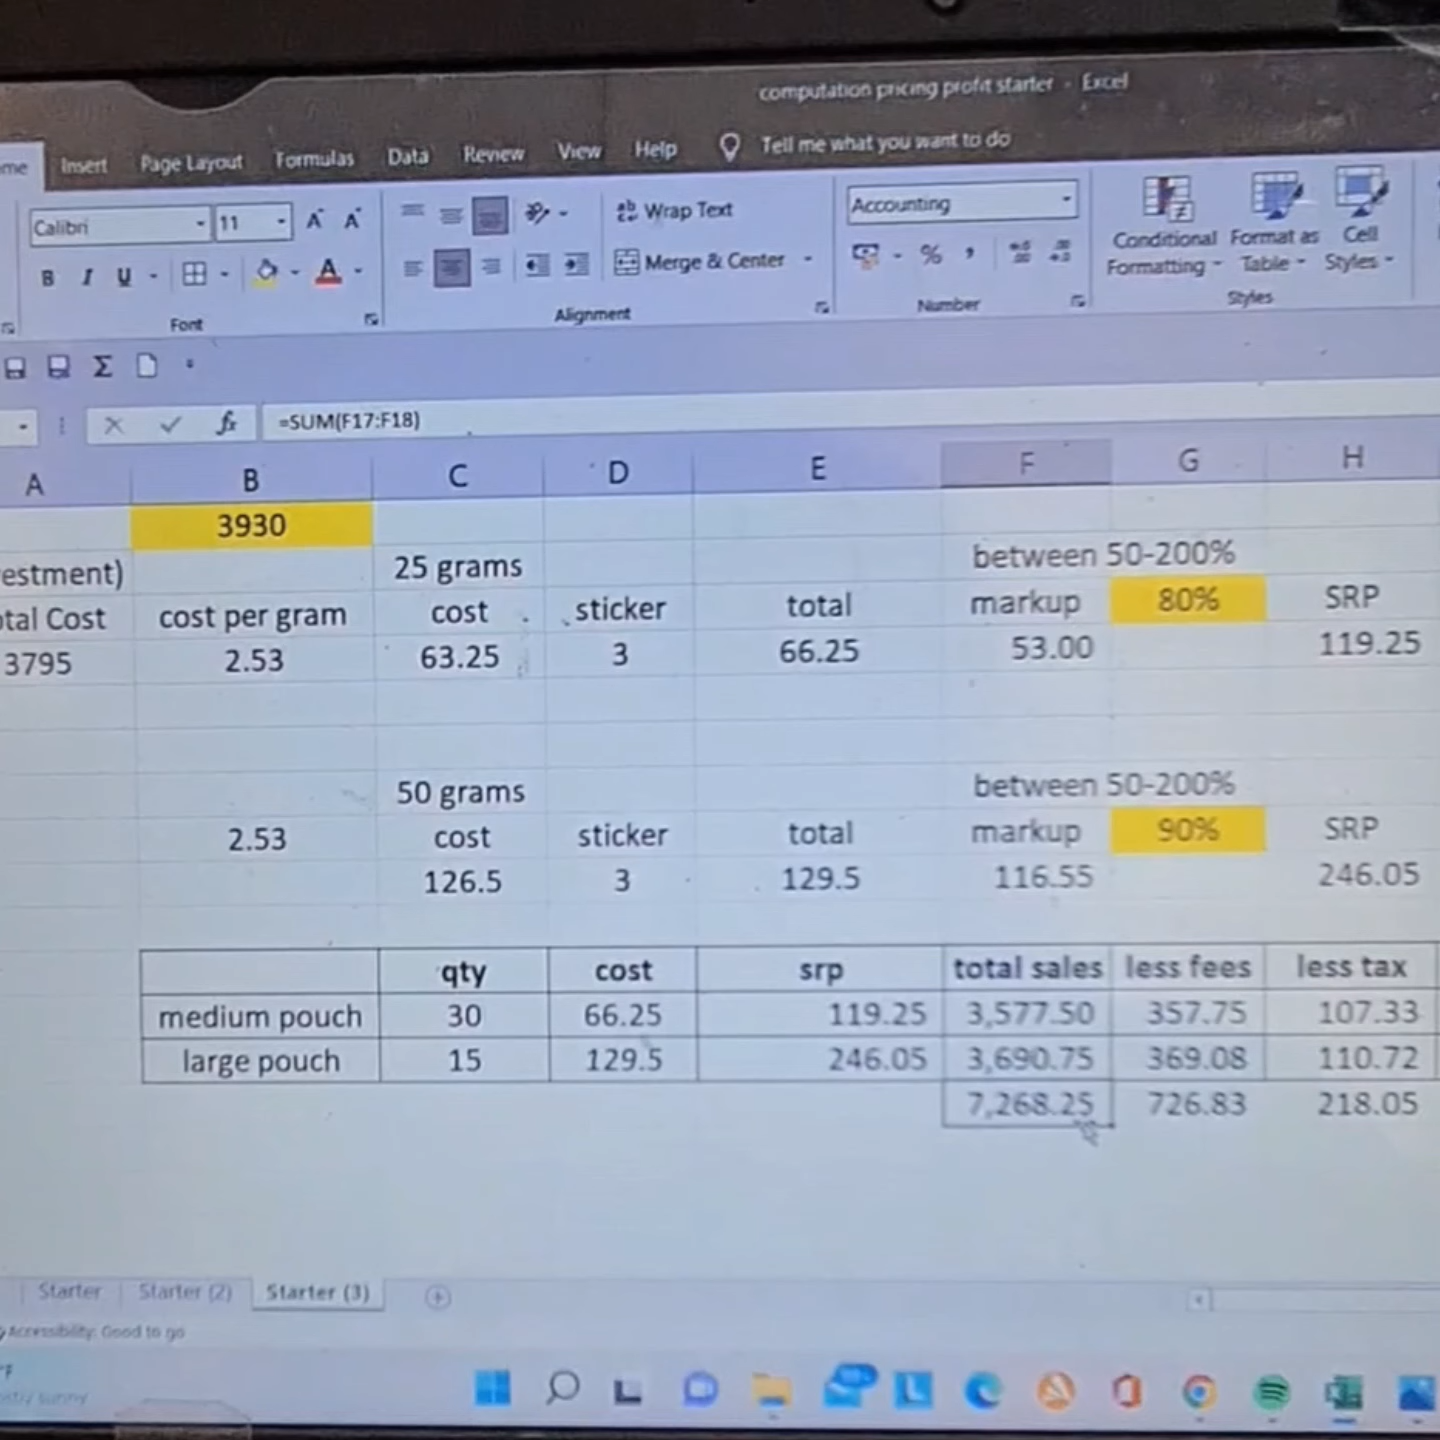 computation pricing profit starter - Excel
me Insert Page Layout Formulas Data Review View Help Tell me what you want to do
Calibri 11 A A Wrap Text Accounting
B I U A Merge & Center % , Conditional Formatting Format as Table Cell Styles
Font Alignment Number Styles
Σ
fx =SUM(F17:F18)
A B C D E F G H
3930
estment) 25 grams between 50-200%
tal Cost cost per gram cost sticker total markup 80% SRP
3795 2.53 63.25 3 66.25 53.00 119.25
50 grams between 50-200%
2.53 cost sticker total markup 90% SRP
126.5 3 129.5 116.55 246.05
qty cost srp total sales less fees less tax
medium pouch 30 66.25 119.25 3,577.50 357.75 107.33
large pouch 15 129.5 246.05 3,690.75 369.08 110.72
7,268.25 726.83 218.05
Starter Starter (2) Starter (3)
Accessibility: Good to go
sunny